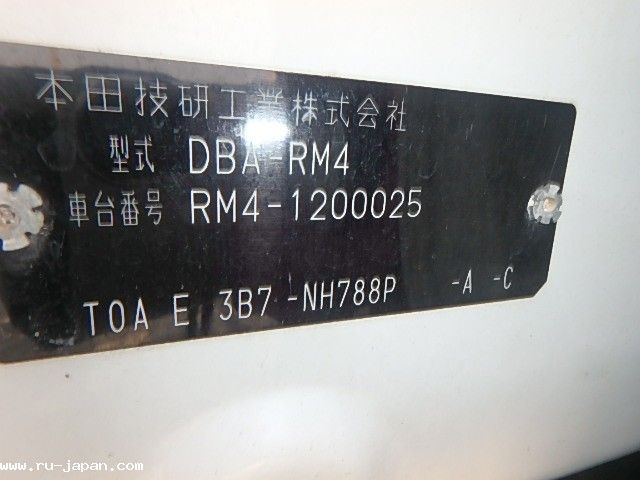 本田技研工業株式会社
型式 DBA-RM4
車台番号 RM4-1200025
TOA E 3B7 -NH788P -A -C
www.ru-japan.com